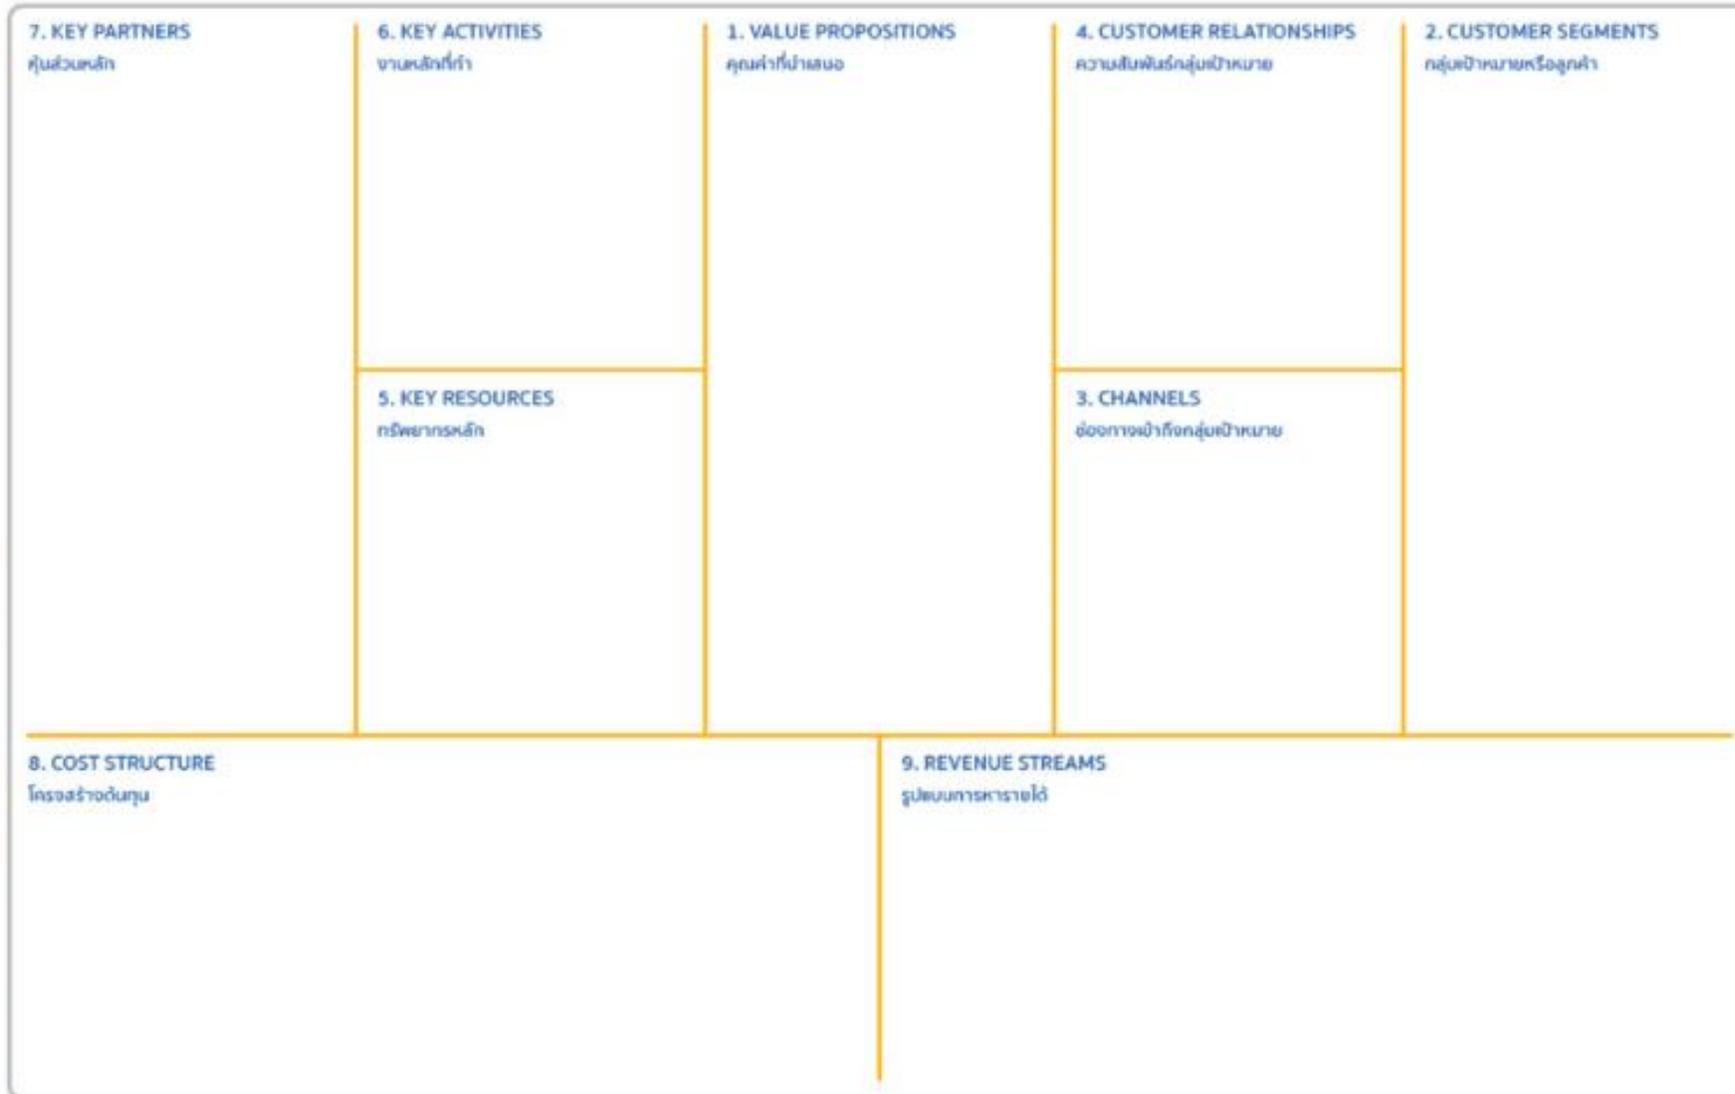 7. KEY PARTNERS
หุ้นส่วนหลัก
6. KEY ACTIVITIES
งานหลักที่ทำ
1. VALUE PROPOSITIONS
คุณค่าที่นำเสนอ
4. CUSTOMER RELATIONSHIPS
ความสัมพันธ์กลุ่มเป้าหมาย
2. CUSTOMER SEGMENTS
กลุ่มเป้าหมายหรือลูกค้า
5. KEY RESOURCES
ทรัพยากรหลัก
3. CHANNELS
ช่องทางเข้าถึงกลุ่มเป้าหมาย
8. COST STRUCTURE
โครงสร้างต้นทุน
9. REVENUE STREAMS
รูปแบบการหารายได้